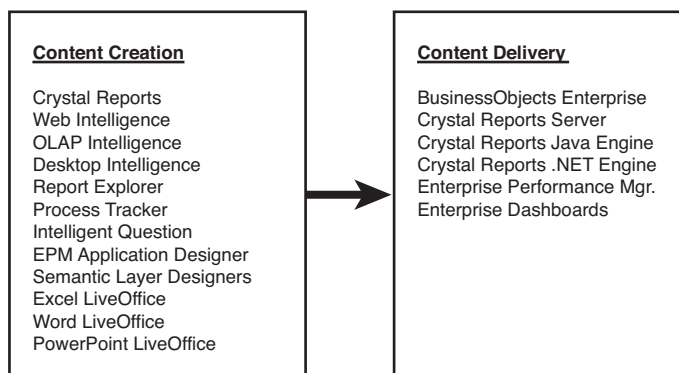 Content Creation
Crystal Reports
Web Intelligence
OLAP Intelligence
Desktop Intelligence
Report Explorer
Process Tracker
Intelligent Question
EPM Application Designer
Semantic Layer Designers
Excel LiveOffice
Word LiveOffice
PowerPoint LiveOffice
Content Delivery
BusinessObjects Enterprise
Crystal Reports Server
Crystal Reports Java Engine
Crystal Reports .NET Engine
Enterprise Performance Mgr.
Enterprise Dashboards